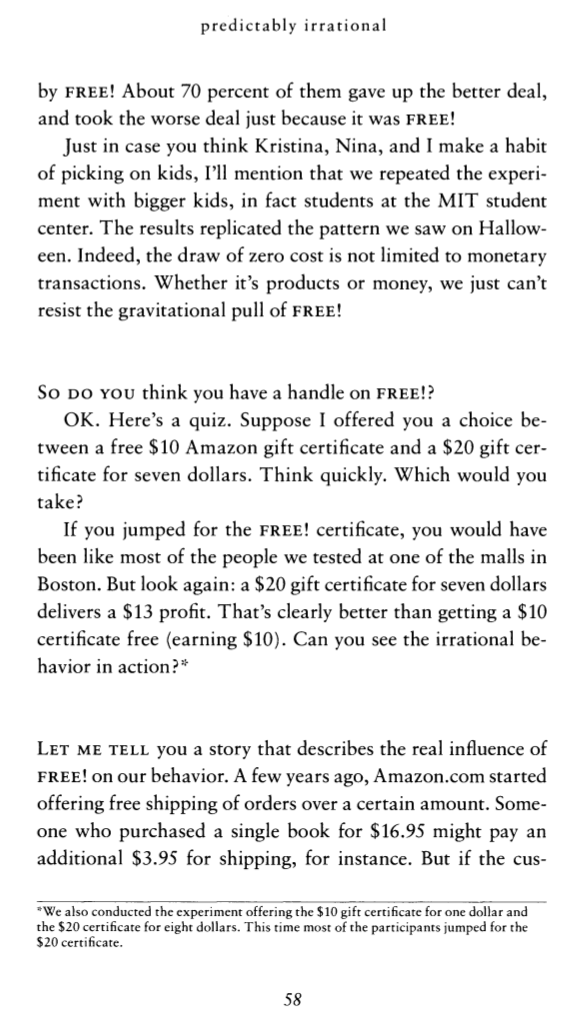 predictably irrational
by FREE! About 70 percent of them gave up the better deal,
and took the worse deal just because it was FREE!
Just in case you think Kristina, Nina, and I make a habit
of picking on kids, I'll mention that we repeated the experi-
ment with bigger kids, in fact students at the MIT student
center. The results replicated the pattern we saw on Hallow-
een. Indeed, the draw of zero cost is not limited to monetary
transactions. Whether it's products or money, we just can't
resist the gravitational pull of FREE!
SO DO YOU think you have a handle on FREE!?
OK. Here's a quiz. Suppose I offered you a choice be-
tween a free $10 Amazon gift certificate and a $20 gift cer-
tificate for seven dollars. Think quickly. Which would you
take?
If you jumped for the FREE! certificate, you would have
been like most of the people we tested at one of the malls in
Boston. But look again: a $20 gift certificate for seven dollars
delivers a $13 profit. That's clearly better than getting a $10
certificate free (earning $10). Can you see the irrational be-
havior in action?*
LET ME TELL you a story that describes the real influence of
FREE! on our behavior. A few years ago, Amazon.com started
offering free shipping of orders over a certain amount. Some-
one who purchased a single book for $16.95 might pay an
additional $3.95 for shipping, for instance. But if the cus-
*We also conducted the experiment offering the $10 gift certificate for one dollar and
the $20 certificate for eight dollars. This time most of the participants jumped for the
$20 certificate.
58